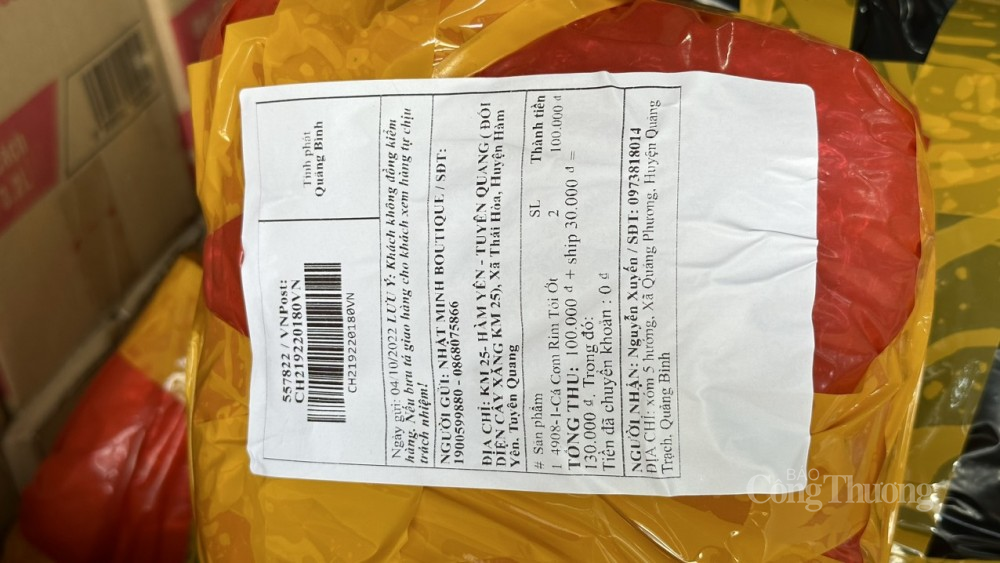 557822 / VNPost:
CH219220180VN
CH219220180VN
Tỉnh phát
Quảng Bình
Ngày gửi: 04/10/2022 LƯU Ý: Khách không đồng kiểm
hàng. Nếu bưu tá giao hàng cho khách xem hàng tự chịu
trách nhiệm!
NGƯỜI GỬI: NHẬT MINH BOUTIQUE / SĐT:
1900599880 - 0868075866
ĐỊA CHỈ: KM 25- HÀM YÊN - TUYÊN QUANG ( ĐỐI
DIỆN CÂY XĂNG KM 25), Xã Thái Hòa, Huyện Hàm
Yên, Tuyên Quang
# Sản phẩm SL Thành tiền
1 4908-1-Cá Cơm Rim Tỏi Ớt 2 100.000 đ
TỔNG THU: 100.000 đ + ship 30.000 đ =
130.000 đ Trong đó:
Tiền đã chuyển khoản : 0 đ
NGƯỜI NHẬN: Nguyễn Xuyến / SĐT: 0973818014
ĐỊA CHỈ: xóm 5 hướng, Xã Quảng Phương, Huyện Quảng
Trạch, Quảng Bình
BÁO
Công Thương